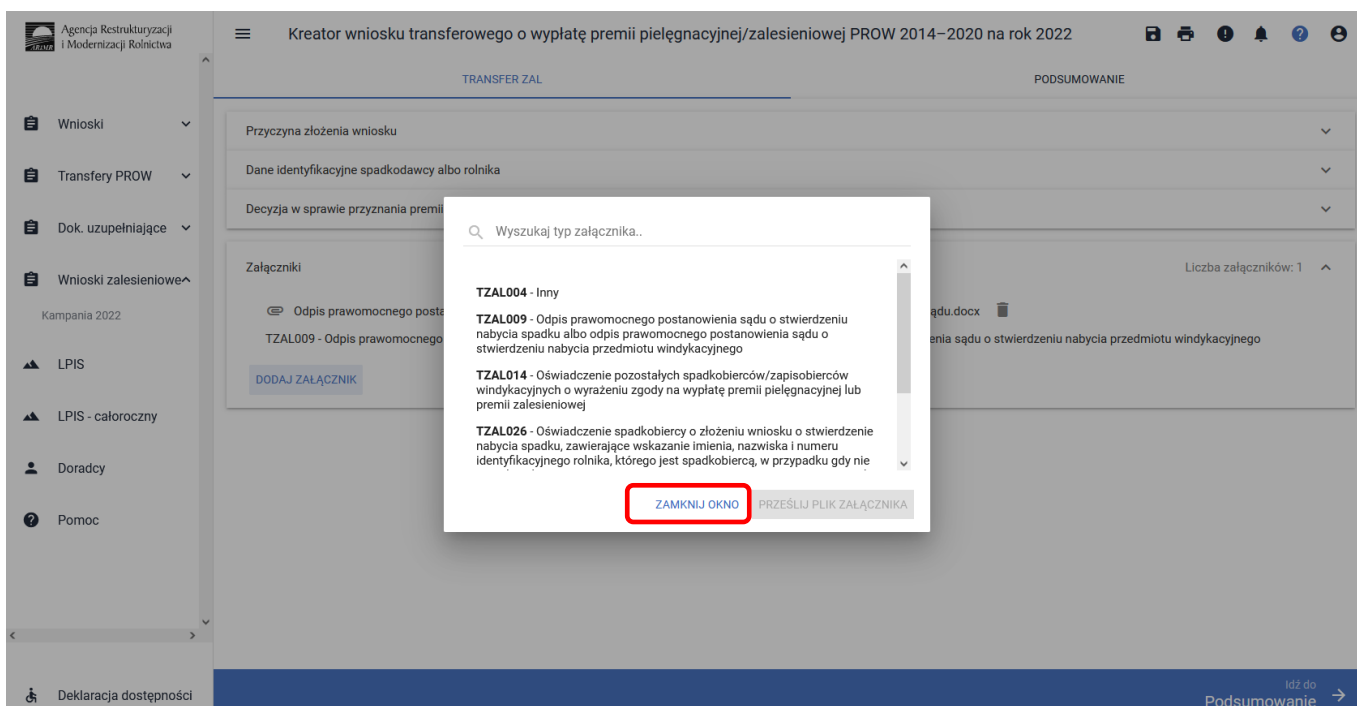 Agencja Restrukturyzacji
i Modernizacji Rolnictwa
ARiMR
Kreator wniosku transferowego o wypłatę premii pielęgnacyjnej/zalesieniowej PROW 2014–2020 na rok 2022
TRANSFER ZAL
PODSUMOWANIE
Wnioski
Transfery PROW
Dok. uzupełniające
Wnioski zalesieniowe
Kampania 2022
LPIS
LPIS - całoroczny
Doradcy
Pomoc
Deklaracja dostępności
Przyczyna złożenia wniosku
Dane identyfikacyjne spadkodawcy albo rolnika
Decyzja w sprawie przyznania premii
Załączniki
Liczba załączników: 1
Odpis prawomocnego posta
ądu.docx
TZAL009 - Odpis prawomocnego
enia sądu o stwierdzeniu nabycia przedmiotu windykacyjnego
DODAJ ZAŁĄCZNIK
Wyszukaj typ załącznika..
TZAL004 - Inny
TZAL009 - Odpis prawomocnego postanowienia sądu o stwierdzeniu
nabycia spadku albo odpis prawomocnego postanowienia sądu o
stwierdzeniu nabycia przedmiotu windykacyjnego
TZAL014 - Oświadczenie pozostałych spadkobierców/zapisobierców
windykacyjnych o wyrażeniu zgody na wypłatę premii pielęgnacyjnej lub
premii zalesieniowej
TZAL026 - Oświadczenie spadkobiercy o złożeniu wniosku o stwierdzenie
nabycia spadku, zawierające wskazanie imienia, nazwiska i numeru
identyfikacyjnego rolnika, którego jest spadkobiercą, w przypadku gdy nie
ZAMKNIJ OKNO
PRZEŚLIJ PLIK ZAŁĄCZNIKA
Idź do
Podsumowanie